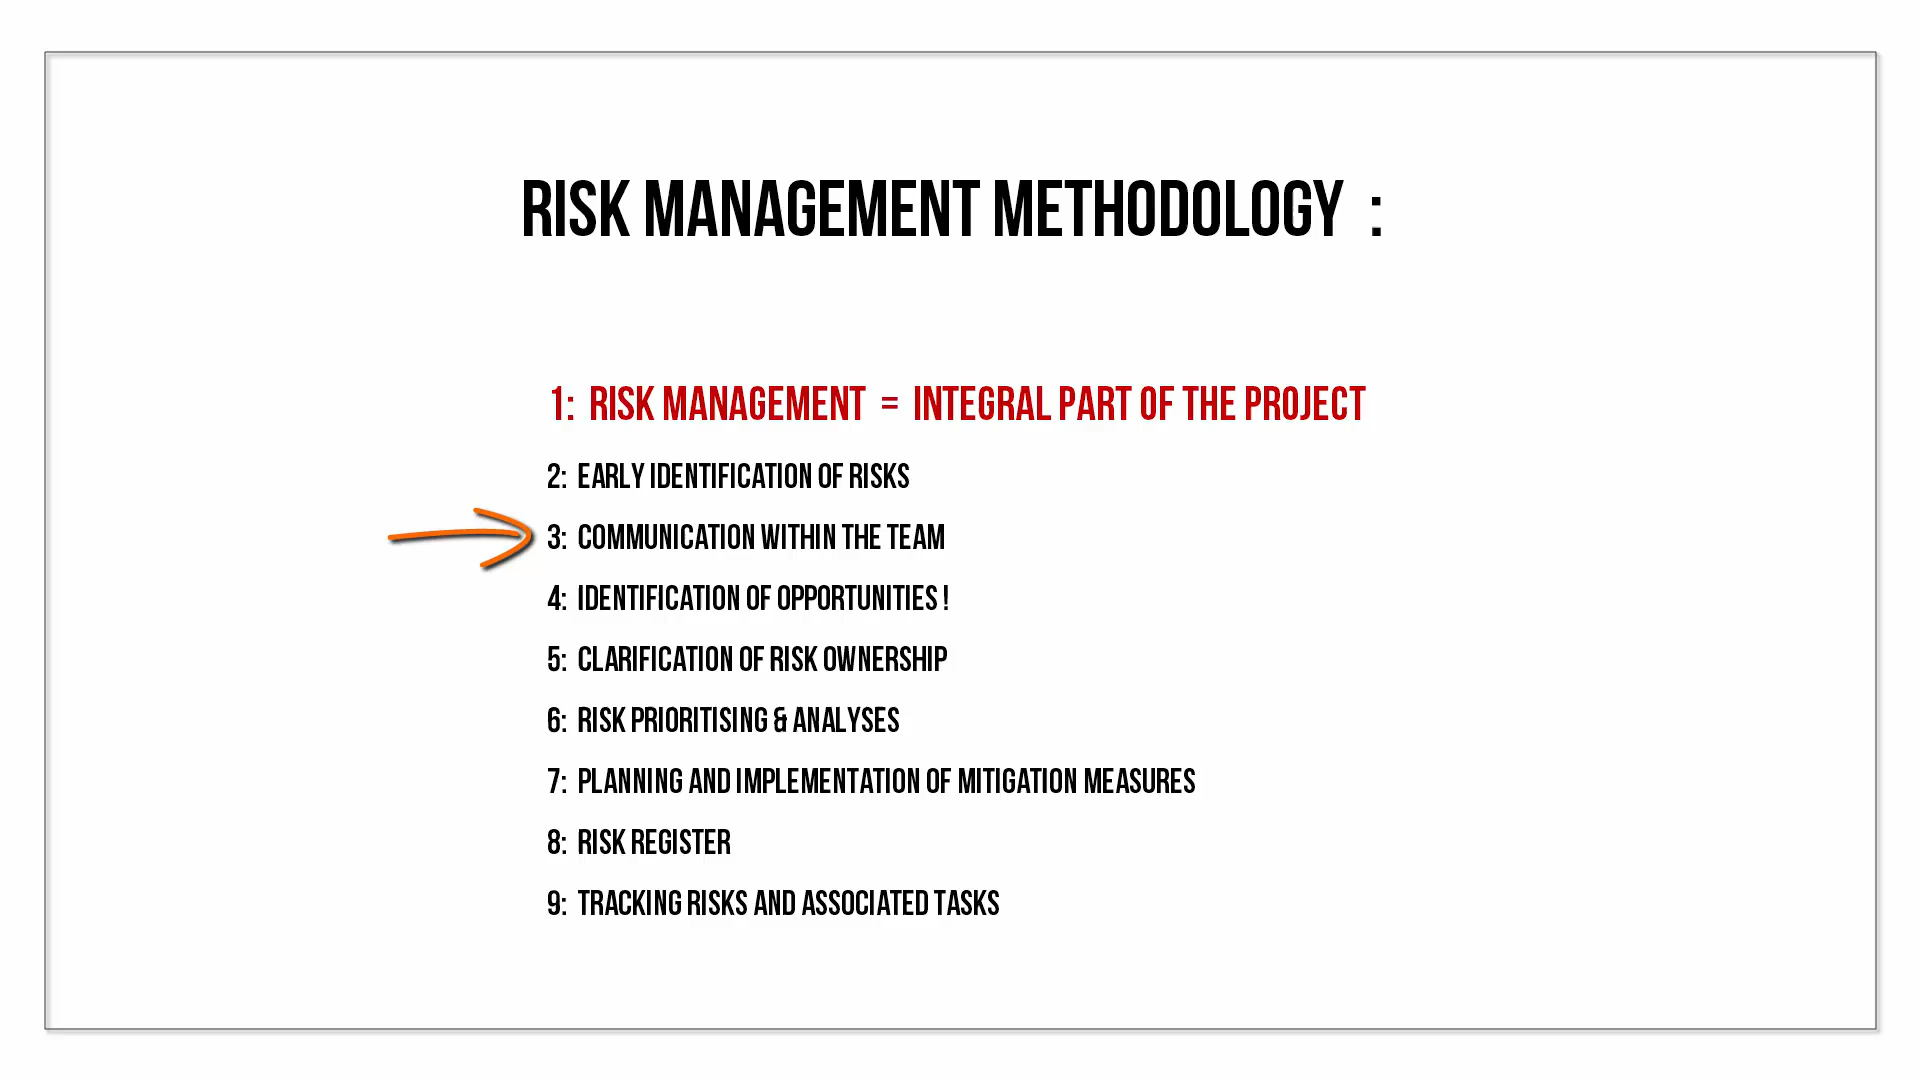 RISK MANAGEMENT METHODOLOGY :
1: RISK MANAGEMENT = INTEGRAL PART OF THE PROJECT
2: EARLY IDENTIFICATION OF RISKS
3: COMMUNICATION WITHIN THE TEAM
4: IDENTIFICATION OF OPPORTUNITIES !
5: CLARIFICATION OF RISK OWNERSHIP
6: RISK PRIORITISING & ANALYSES
7: PLANNING AND IMPLEMENTATION OF MITIGATION MEASURES
8: RISK REGISTER
9: TRACKING RISKS AND ASSOCIATED TASKS